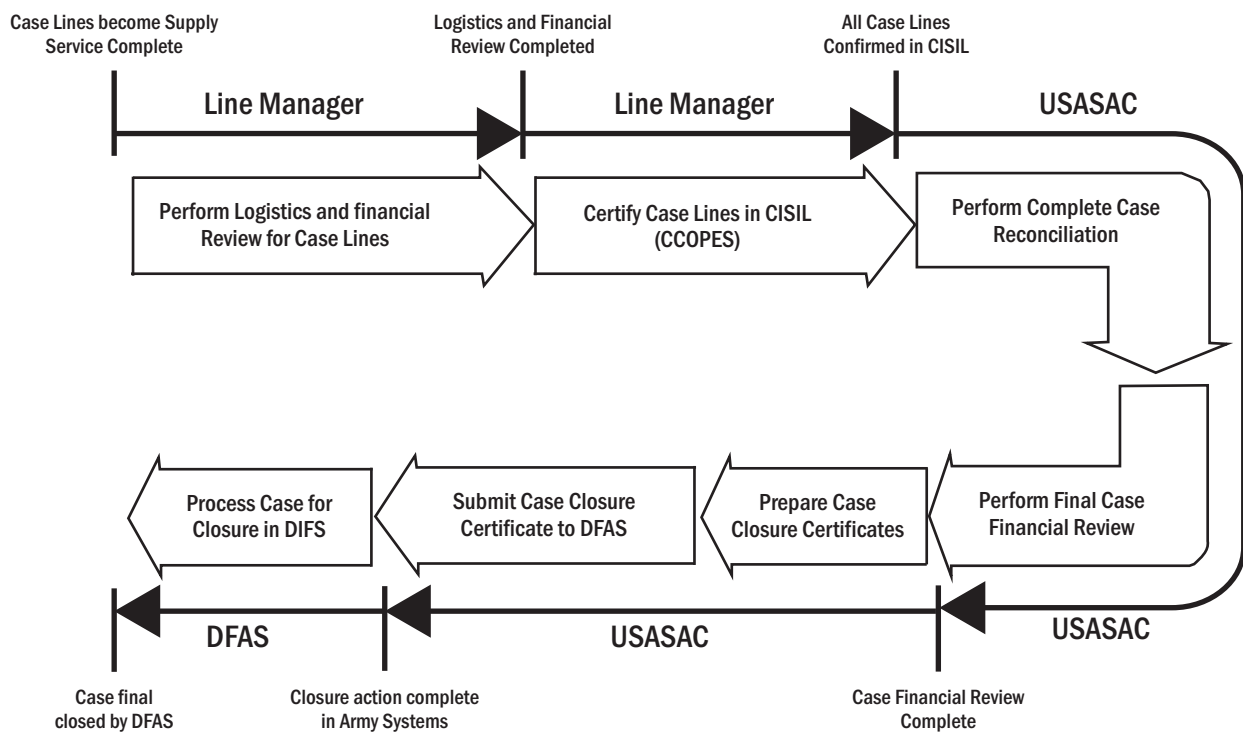 Case Lines become Supply
Service Complete
Logistics and Financial
Review Completed
All Case Lines
Confirmed in CISIL
Line Manager
Line Manager
USASAC
Perform Logistics and financial
Review for Case Lines
Certify Case Lines in CISIL
(CCOPES)
Perform Complete Case
Reconciliation
Process Case for
Closure in DIFS
Submit Case Closure
Certificate to DFAS
Prepare Case
Closure Certificates
Perform Final Case
Financial Review
DFAS
USASAC
USASAC
Case final
closed by DFAS
Closure action complete
in Army Systems
Case Financial Review
Complete